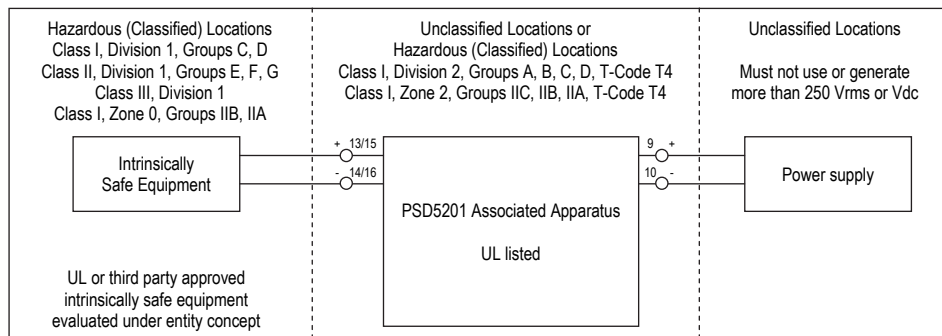 Hazardous (Classified) Locations
Class I, Division 1, Groups C, D
Class II, Division 1, Groups E, F, G
Class III, Division 1
Class I, Zone 0, Groups IIB, IIA
Unclassified Locations or
Hazardous (Classified) Locations
Class I, Division 2, Groups A, B, C, D, T-Code T4
Class I, Zone 2, Groups IIC, IIB, IIA, T-Code T4
Unclassified Locations
Must not use or generate
more than 250 Vrms or Vdc
Intrinsically
Safe Equipment
+ 13/15
- 14/16
PSD5201 Associated Apparatus
UL listed
9 +
10 -
Power supply
UL or third party approved
intrinsically safe equipment
evaluated under entity concept